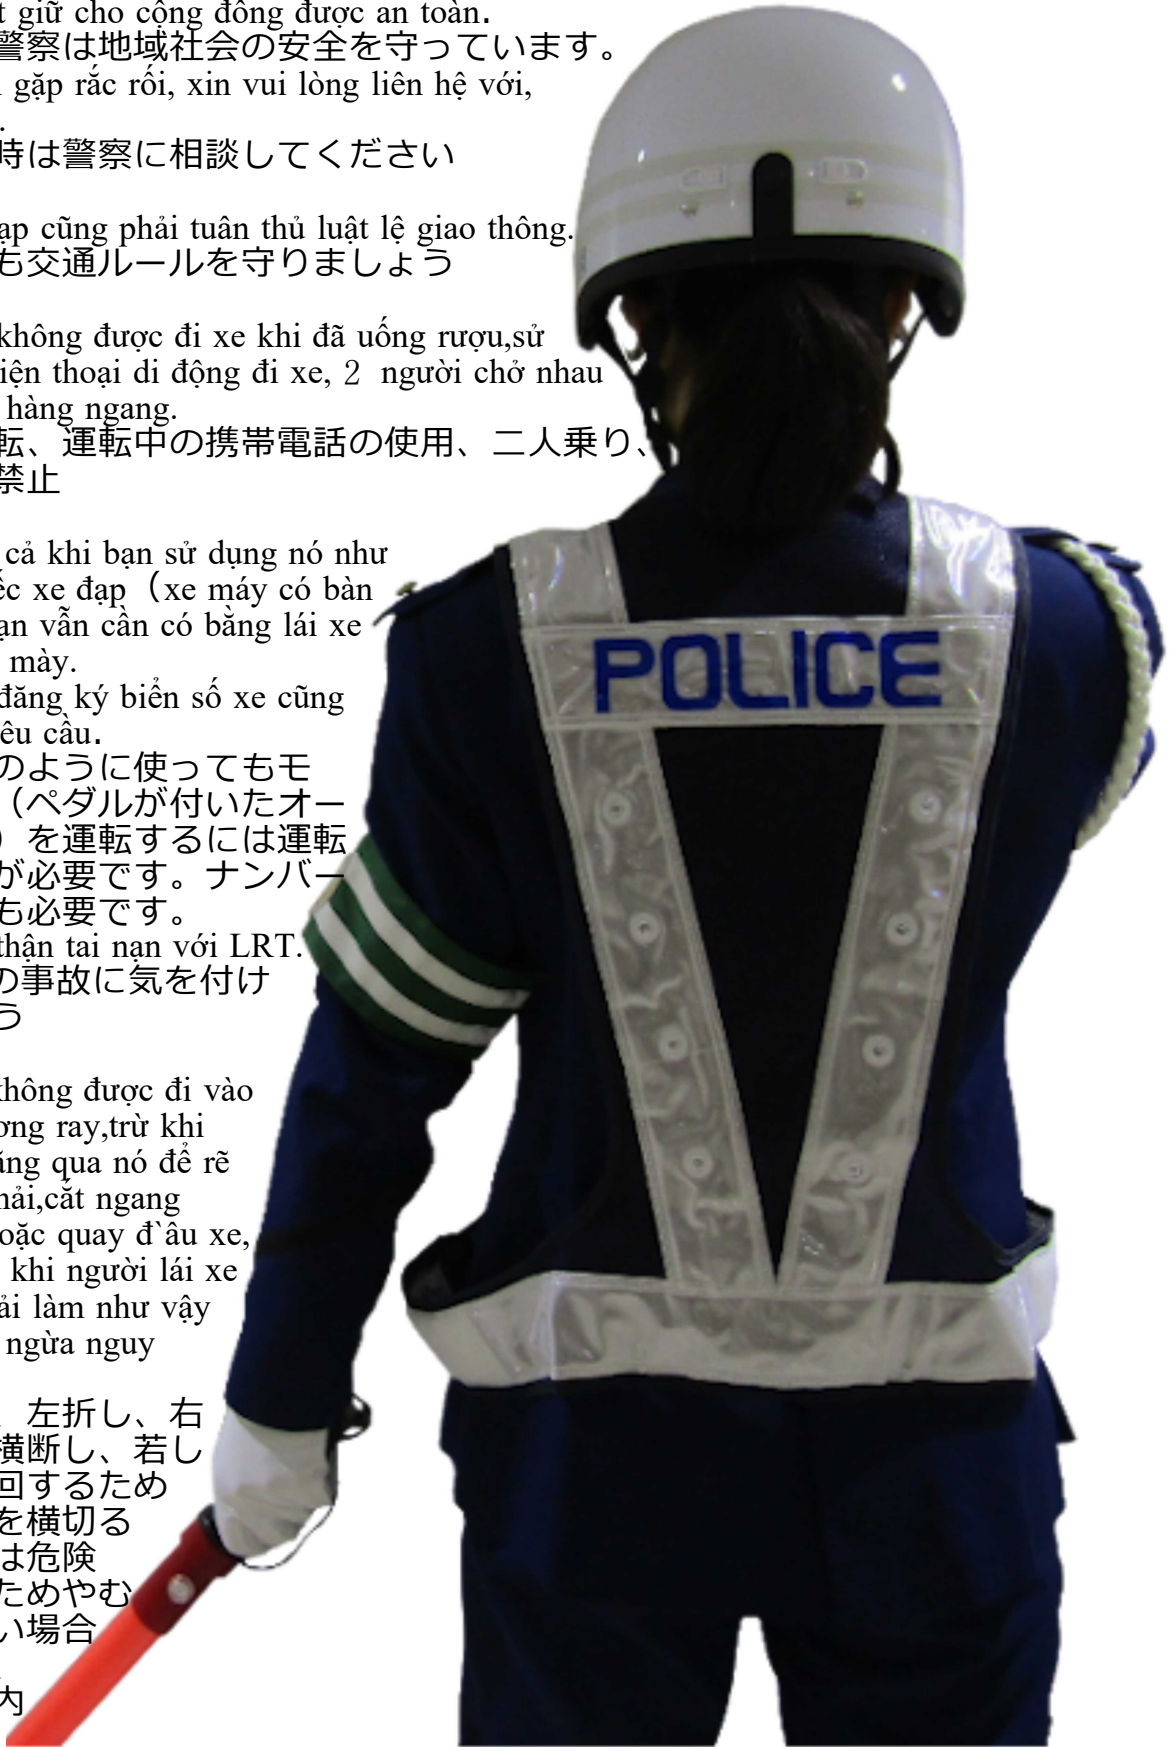 t giữ cho cộng đồng được an toàn.
警察は地域社会の安全を守っています。
gặp rắc rối, xin vui lòng liên hệ với,
.
時は警察に相談してください
ạp cũng phải tuân thủ luật lệ giao thông.
も交通ルールを守りましょう
không được đi xe khi đã uống rượu,sử
iện thoại di động đi xe, 2 người chở nhau
hàng ngang.
転、運転中の携帯電話の使用、二人乗り、
禁止
cả khi bạn sử dụng nó như
ếc xe đạp（xe máy có bàn
ạn vẫn cần có bằng lái xe
mày.
đăng ký biển số xe cũng
êu cầu.
のように使ってもモ
（ペダルが付いたオー
）を運転するには運転
が必要です。ナンバー
も必要です。
thận tai nạn với LRT.
の事故に気を付け
う
không được đi vào
ơng ray,trừ khi
ăng qua nó để rẽ
hải,cắt ngang
oặc quay đ`âu xe,
khi người lái xe
ải làm như vậy
ngừa nguy
、左折し、右
横断し、若し
回するため
を横切る
は危険
ためやむ
い場合
内
POLICE